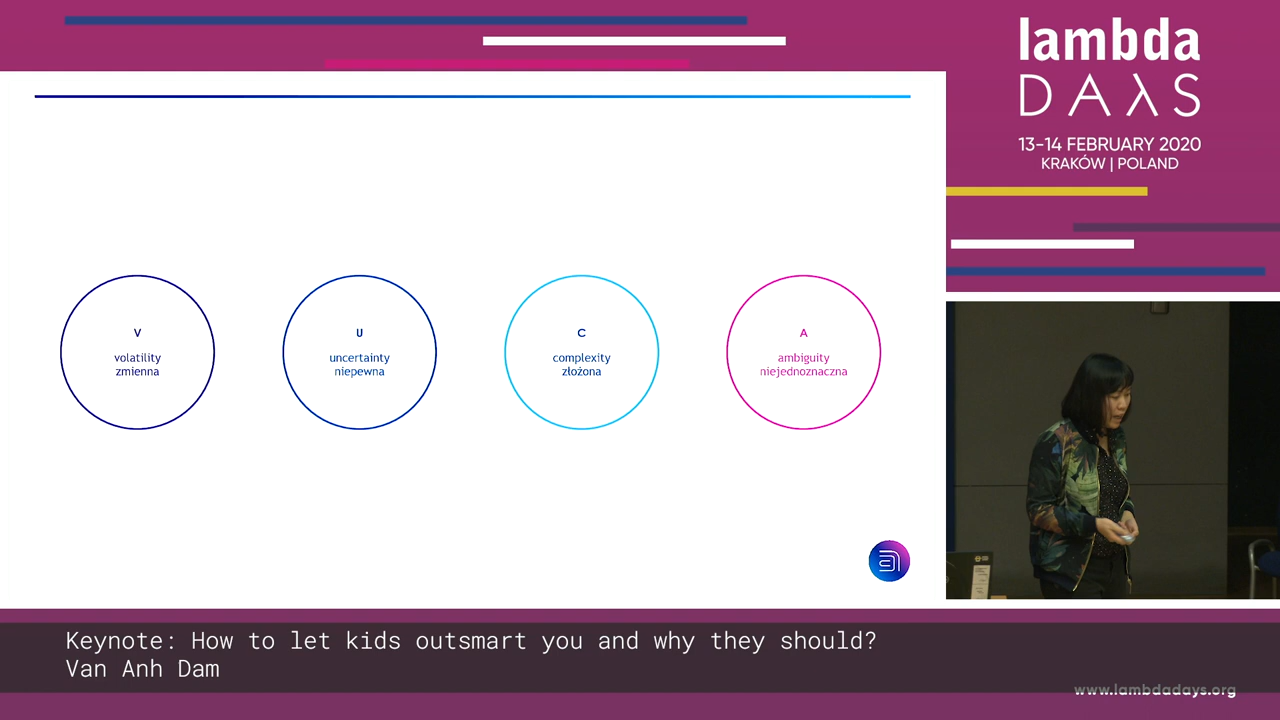 lambda
DAYS
13-14 FEBRUARY 2020
KRAKÓW | POLAND
V
volatility
zmienna
U
uncertainty
niepewna
C
complexity
złożona
A
ambiguity
niejednoznaczna
Keynote: How to let kids outsmart you and why they should?
Van Anh Dam
www.lambdadays.org